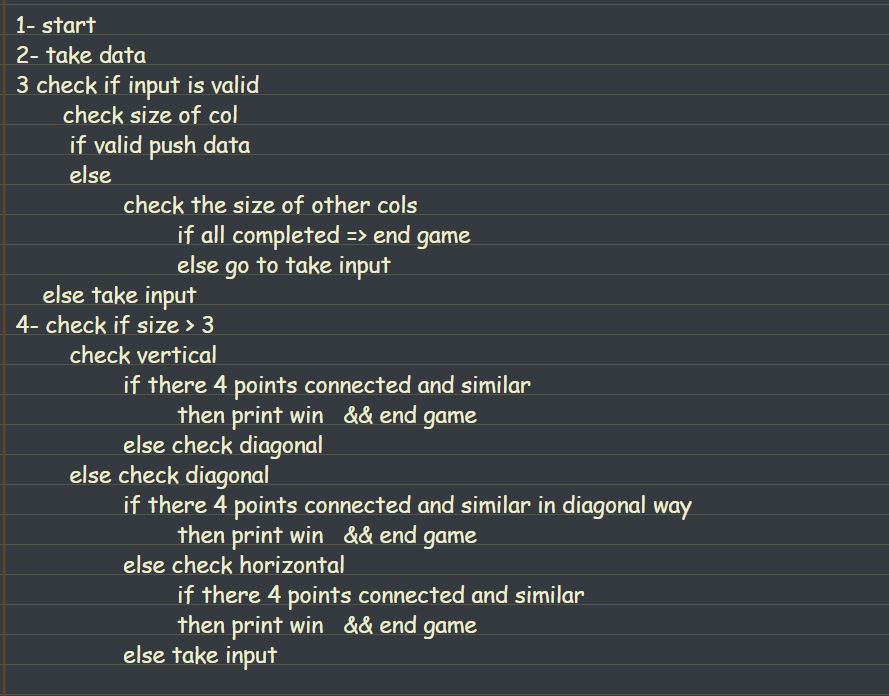 1- start
2- take data
3 check if input is valid
check size of col
if valid push data
else
check the size of other cols
if all completed => end game
else go to take input
else take input
4- check if size > 3
check vertical
if there 4 points connected and similar
then print win && end game
else check diagonal
else check diagonal
if there 4 points connected and similar in diagonal way
then print win && end game
else check horizontal
if there 4 points connected and similar
then print win && end game
else take input